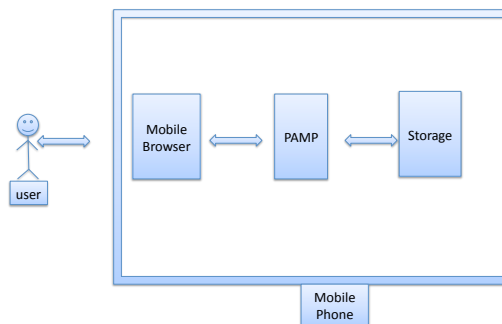 Mobile
Browser
PAMP
Storage
user
Mobile
Phone